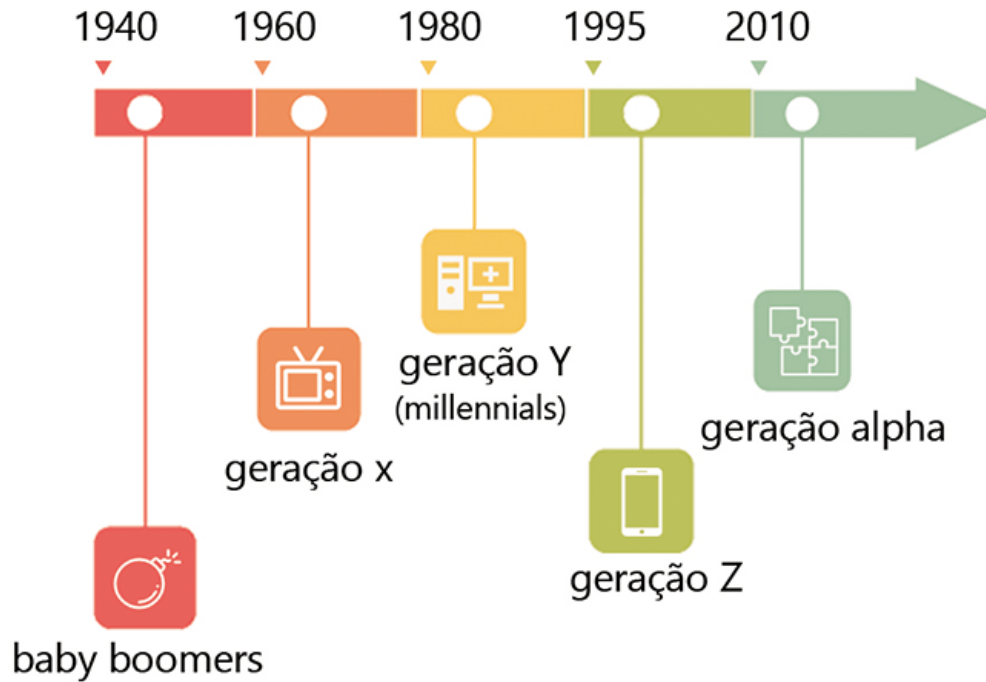 1940
1960
1980
1995
2010
geração Y
(millennials)
geração x
geração alpha
geração Z
baby boomers